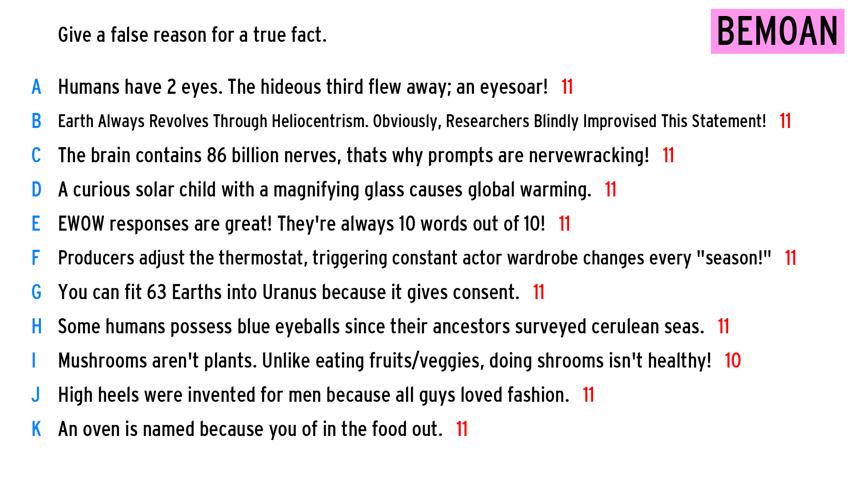 Give a false reason for a true fact.
BEMOAN
A Humans have 2 eyes. The hideous third flew away; an eyesoar! 11
B Earth Always Revolves Through Heliocentrism. Obviously, Researchers Blindly Improvised This Statement! 11
C The brain contains 86 billion nerves, thats why prompts are nervewracking! 11
D A curious solar child with a magnifying glass causes global warming. 11
E EWOW responses are great! They're always 10 words out of 10! 11
F Producers adjust the thermostat, triggering constant actor wardrobe changes every "season!" 11
G You can fit 63 Earths into Uranus because it gives consent. 11
H Some humans possess blue eyeballs since their ancestors surveyed cerulean seas. 11
I Mushrooms aren't plants. Unlike eating fruits/veggies, doing shrooms isn't healthy! 10
J High heels were invented for men because all guys loved fashion. 11
K An oven is named because you of in the food out. 11